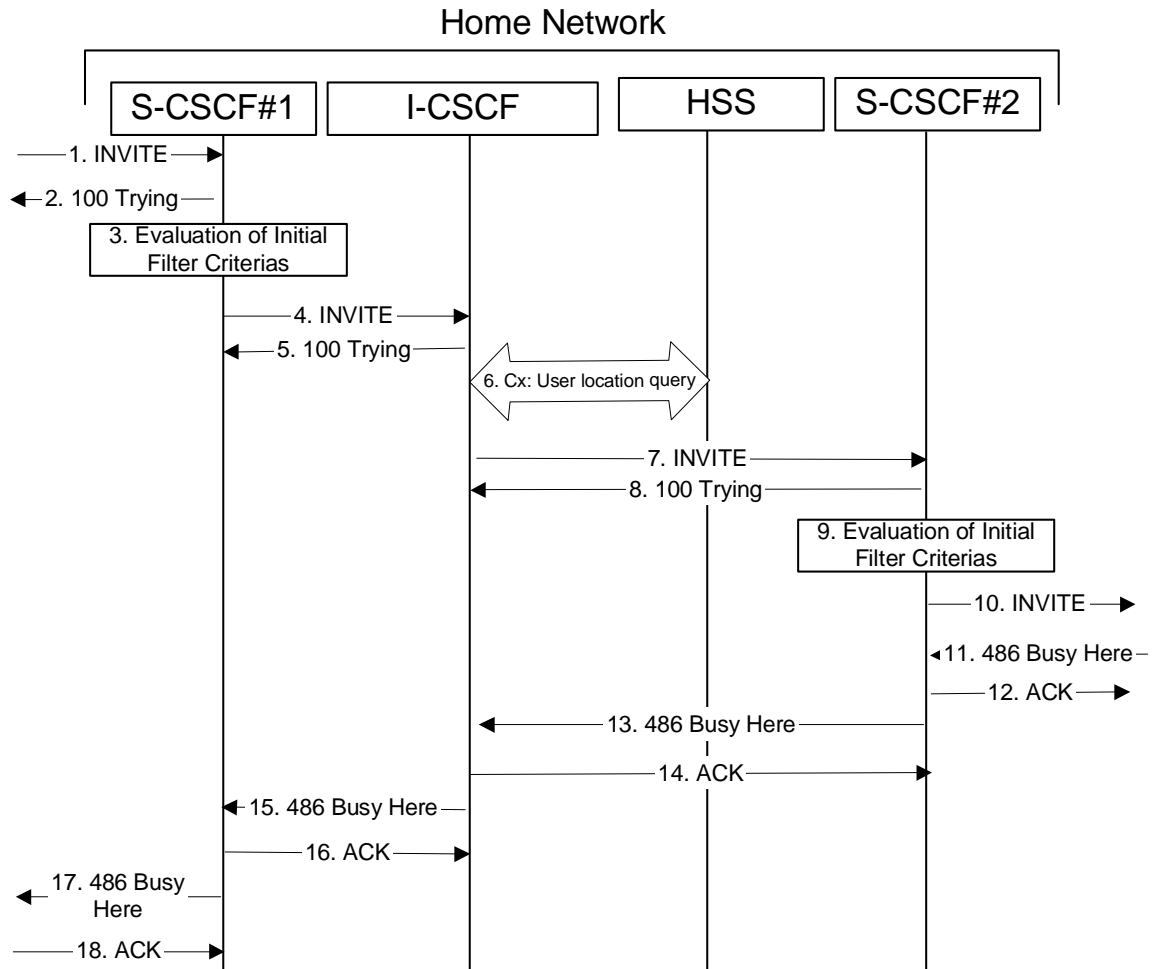 Home Network
S-CSCF#1
I-CSCF
HSS
S-CSCF#2
1. INVITE
2. 100 Trying
3. Evaluation of Initial
Filter Criterias
4. INVITE
5. 100 Trying
6. Cx: User location query
7. INVITE
8. 100 Trying
9. Evaluation of Initial
Filter Criterias
10. INVITE
11. 486 Busy Here
12. ACK
13. 486 Busy Here
14. ACK
15. 486 Busy Here
16. ACK
17. 486 Busy
Here
18. ACK